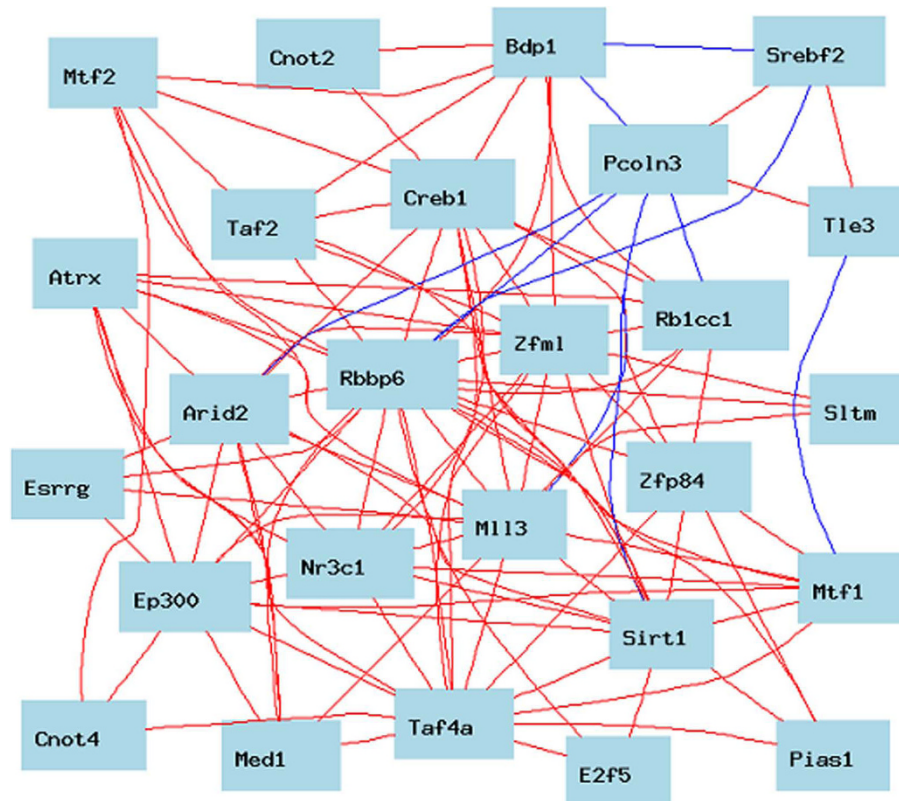 Cnot2
Bdp1
Srebf2
Mtf2
Pcoln3
Creb1
Taf2
Tle3
Atrx
Rb1cc1
Zfml
Rbbp6
Arid2
Sltm
Esrrg
Zfp84
Mll3
Nr3c1
Ep300
Mtf1
Sirt1
Taf4a
Cnot4
Med1
E2f5
Pias1